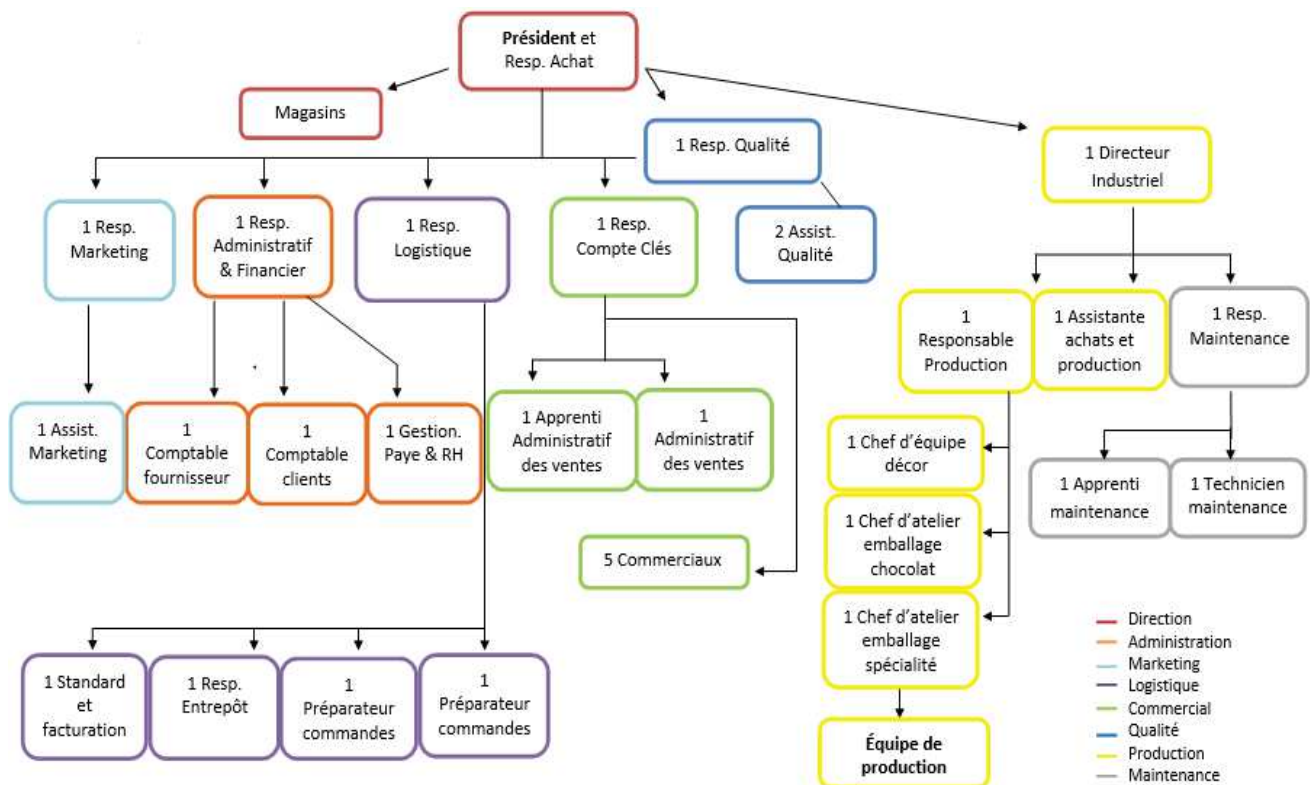 Président et
Resp. Achat
Magasins
1 Resp. Qualité
1 Directeur
Industriel
1 Resp.
Marketing
1 Resp.
Administratif
& Financier
1 Resp.
Logistique
1 Resp.
Compte Clés
2 Assist.
Qualité
1
Responsable
Production
1 Assistante
achats et
production
1 Resp.
Maintenance
1 Assist.
Marketing
1
Comptable
fournisseur
1
Comptable
clients
1 Gestion.
Paye & RH
1 Apprenti
Administratif
des ventes
1
Administratif
des ventes
1 Chef d'équipe
décor
1 Apprenti
maintenance
1 Technicien
maintenance
5 Commerciaux
1 Chef d'atelier
emballage
chocolat
1 Chef d'atelier
emballage
spécialité
1 Standard
et
facturation
1 Resp.
Entrepôt
1
Préparateur
commandes
1
Préparateur
commandes
Équipe de
production
Direction
Administration
Marketing
Logistique
Commercial
Qualité
Production
Maintenance